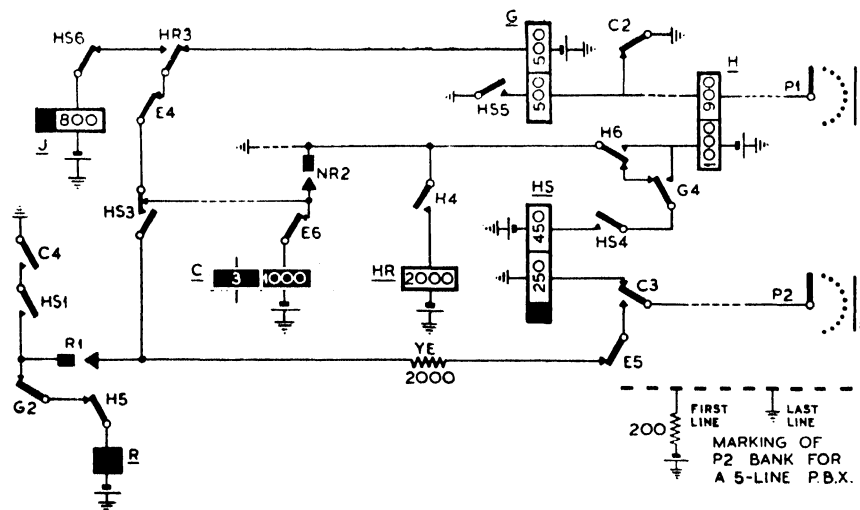 HS6
HR3
G
500
500
C2
H
900
1000
P1
HS5
E4
800
J
NR2
H6
H4
G4
HS
450
250
HS4
HS3
E6
C
3
1000
HR
2000
C3
P2
C4
HS1
R1
YE
2000
E5
G2
H5
R
200
FIRST
LINE
LAST
LINE
MARKING OF
P2 BANK FOR
A 5-LINE P.B.X.